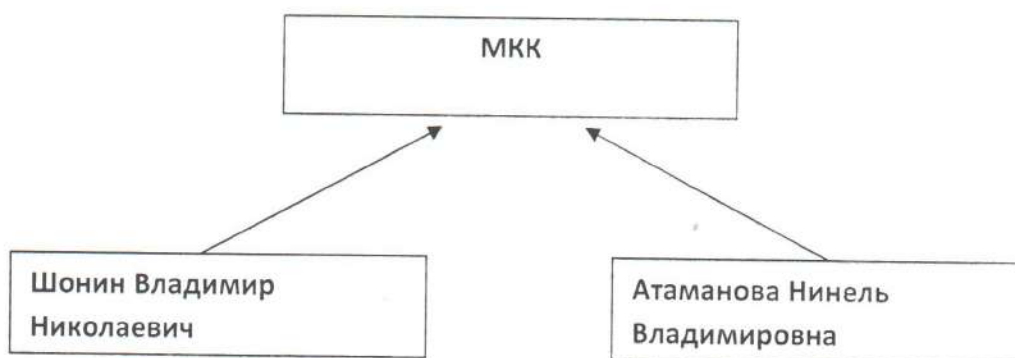 МКК
Шонин Владимир
Николаевич
Атаманова Нинель
Владимировна